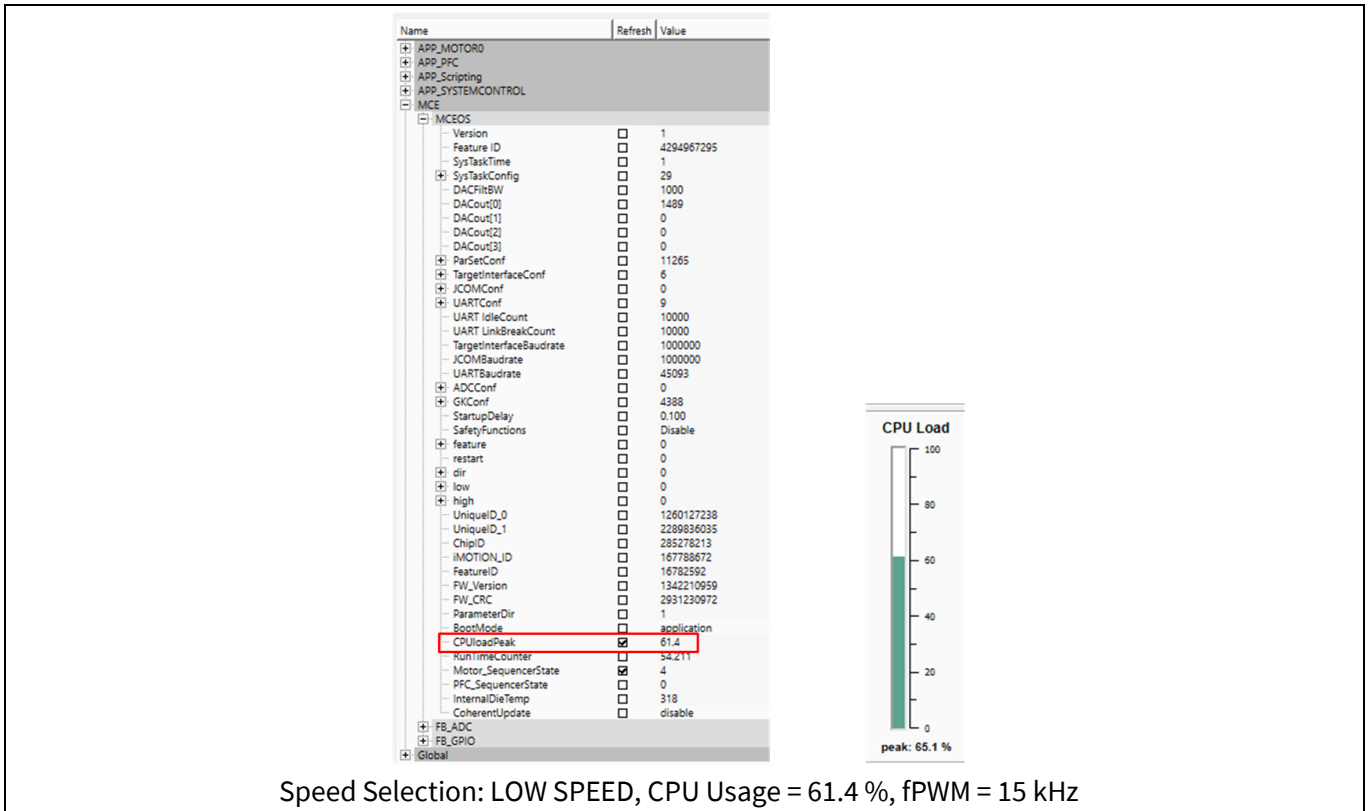 Name Refresh Value
APP_MOTOR0
APP_PFC
APP_Scripting
APP_SYSTEMCONTROL
MCE
MCEOS
Version 1
Feature ID 4294967295
SysTaskTime 1
SysTaskConfig 29
DACFiltBW 1000
DACout[0] 1489
DACout[1] 0
DACout[2] 0
DACout[3] 0
ParSetConf 11265
TargetInterfaceConf 6
JCOMConf 0
UARTConf 9
UART IdleCount 10000
UART LinkBreakCount 10000
TargetInterfaceBaudrate 1000000
JCOMBaudrate 1000000
UARTBaudrate 45093
ADCConf 0
GKConf 4388
StartupDelay 0.100
SafetyFunctions Disable
feature 0
restart 0
dir 0
low 0
high 0
UniqueID_0 1260127238
UniqueID_1 2289836035
ChipID 285278213
iMOTION_ID 167788672
FeatureID 16782592
FW_Version 1342210959
FW_CRC 2931230972
ParameterDir 1
BootMode application
CPUloadPeak 61.4
RunTimeCounter 54.211
Motor_SequencerState 4
PFC_SequencerState 0
InternalDieTemp 318
CoherentUpdate disable
FB_ADC
FB_GPIO
Global
CPU Load
100
80
60
40
20
0
peak: 65.1 %
Speed Selection: LOW SPEED, CPU Usage = 61.4 %, fPWM = 15 kHz